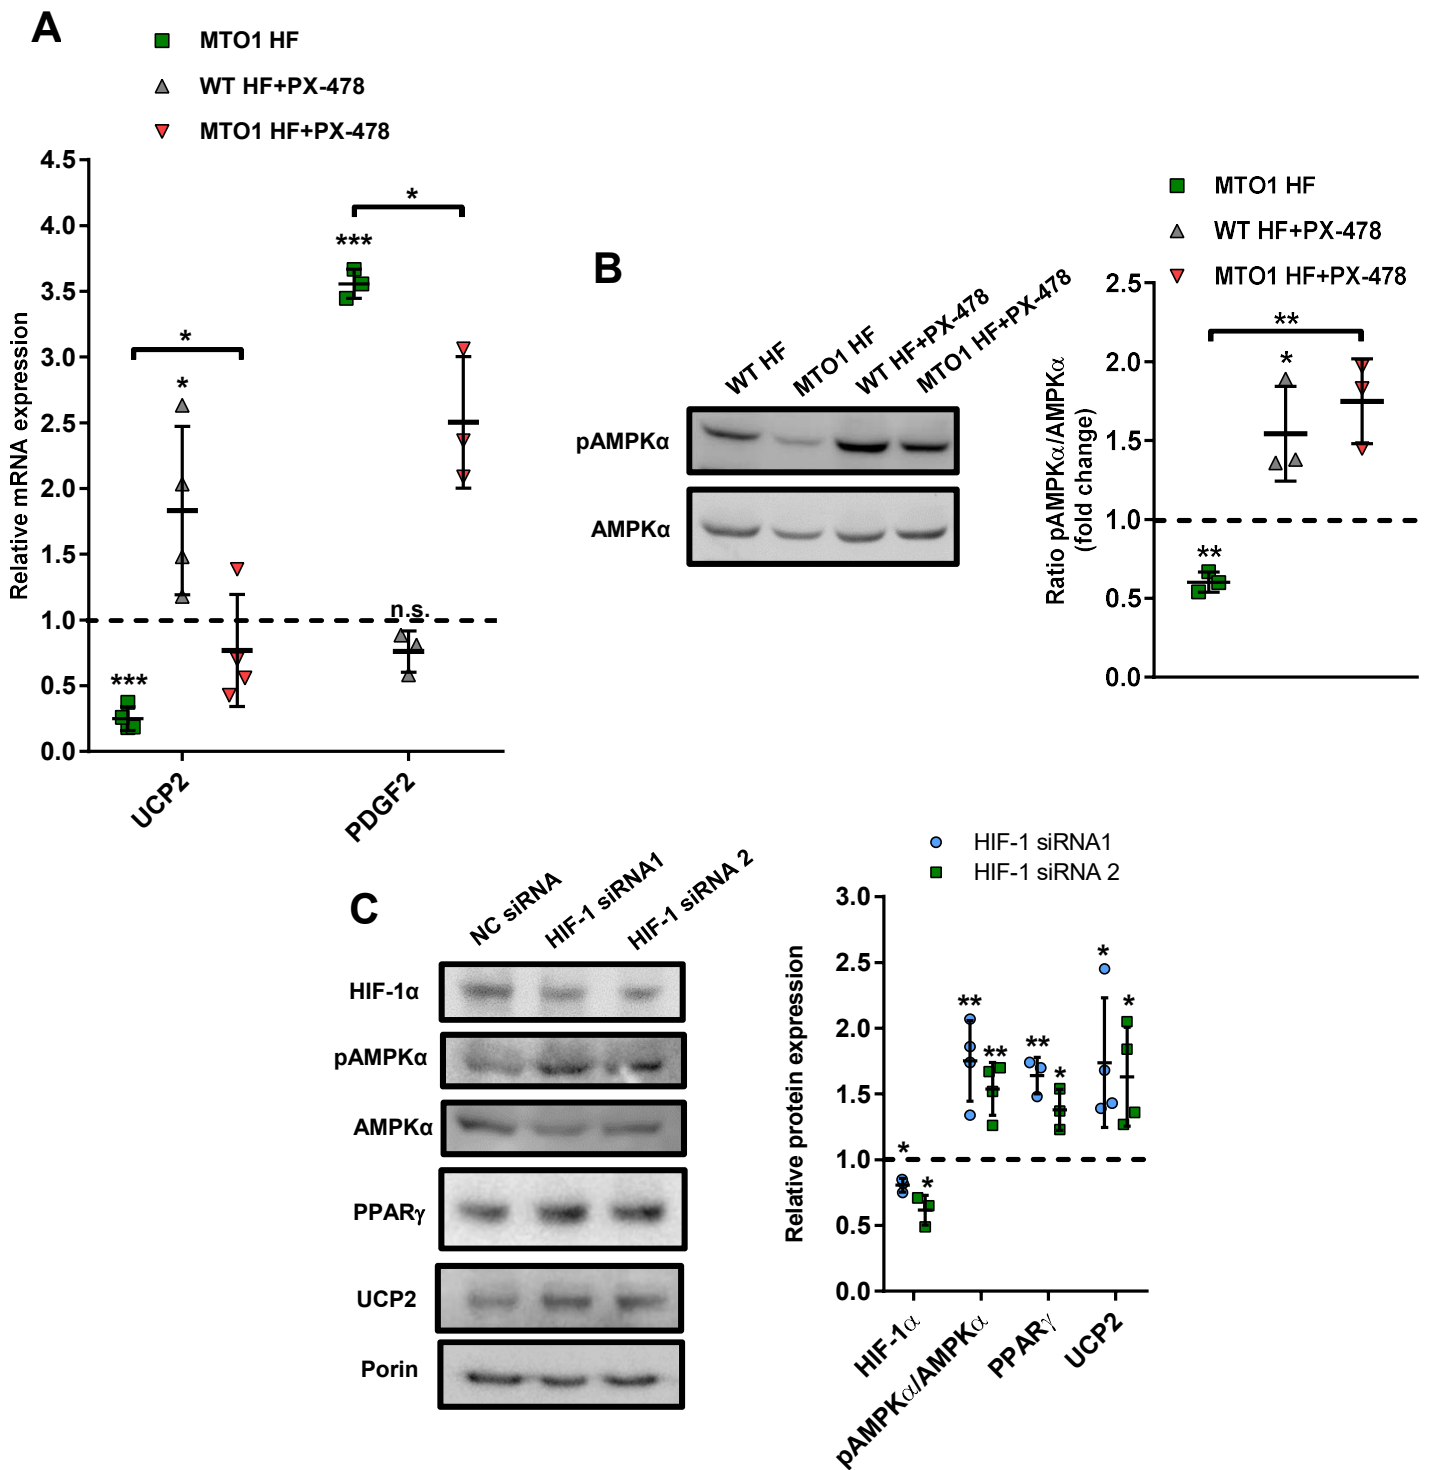 A
MTO1 HF
WT HF+PX-478
MTO1 HF+PX-478
Relative mRNA expression
4.5
4.0
3.5
3.0
2.5
2.0
1.5
1.0
0.5
0.0
***
*
*
***
*
n.s.
UCP2
PDGF2
B
WT HF
MTO1 HF
WT HF+PX-478
MTO1 HF+PX-478
pAMPKα
AMPKα
MTO1 HF
WT HF+PX-478
MTO1 HF+PX-478
Ratio pAMPKα/AMPKα
(fold change)
2.5
2.0
1.5
1.0
0.5
0.0
**
*
**
C
NC siRNA
HIF-1 siRNA1
HIF-1 siRNA 2
HIF-1α
pAMPKα
AMPKα
PPARγ
UCP2
Porin
HIF-1 siRNA1
HIF-1 siRNA 2
Relative protein expression
3.0
2.5
2.0
1.5
1.0
0.5
0.0
*
*
**
**
**
*
*
*
HIF-1α
pAMPKα/AMPKα
PPARγ
UCP2